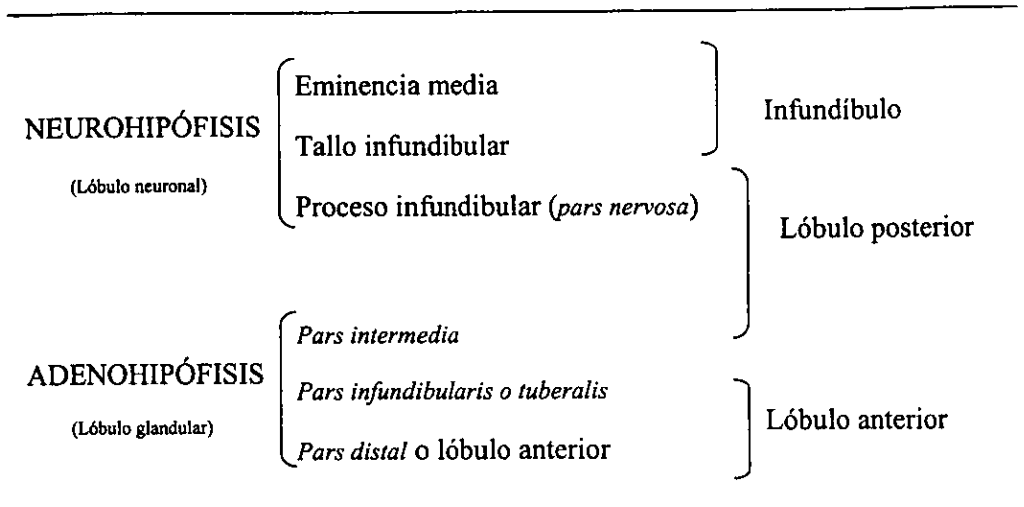 NEUROHIPÓFISIS
(Lóbulo neuronal)
Eminencia media
Tallo infundibular
Proceso infundibular (pars nervosa)
Infundíbulo
Lóbulo posterior
ADENOHIPÓFISIS
(Lóbulo glandular)
Pars intermedia
Pars infundibularis o tuberalis
Pars distal o lóbulo anterior
Lóbulo anterior